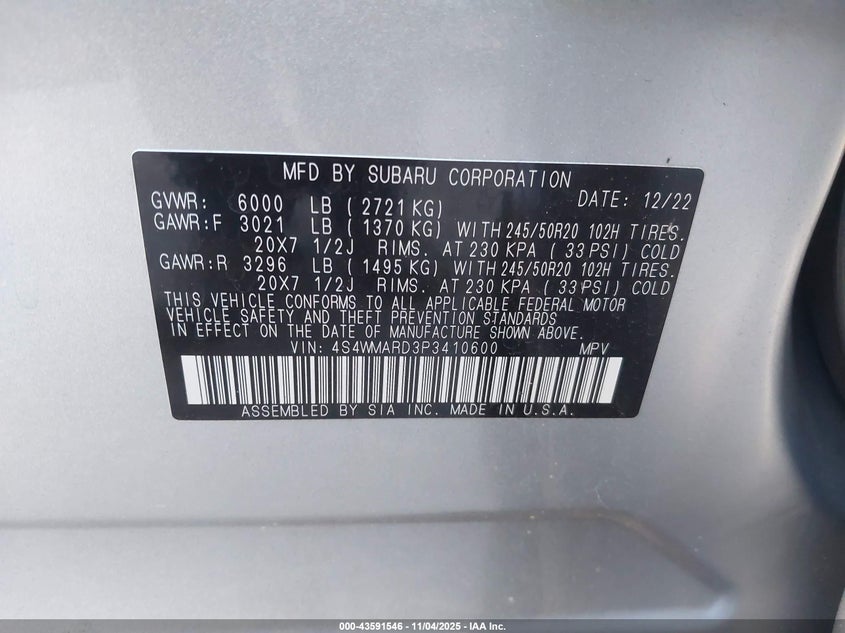 MFD BY SUBARU CORPORATION
GVWR: 6000 LB ( 2721 KG) DATE: 12/22
GAWR:F 3021 LB ( 1370 KG) WITH 245/50R20 102H TIRES.
20X7 1/2J RIMS. AT 230 KPA ( 33 PSI) COLD
GAWR:R 3296 LB ( 1495 KG) WITH 245/50R20 102H TIRES.
20X7 1/2J RIMS. AT 230 KPA ( 33 PSI) COLD
THIS VEHICLE CONFORMS TO ALL APPLICABLE FEDERAL MOTOR
VEHICLE SAFETY AND THEFT PREVENTION STANDARDS
IN EFFECT ON THE DATE OF MANUFACTURE SHOWN ABOVE.
VIN: 4S4WMARD3P3410600 MPV
ASSEMBLED BY SIA INC. MADE IN U.S.A.
000-43591546 - 11/04/2025 - IAA Inc.